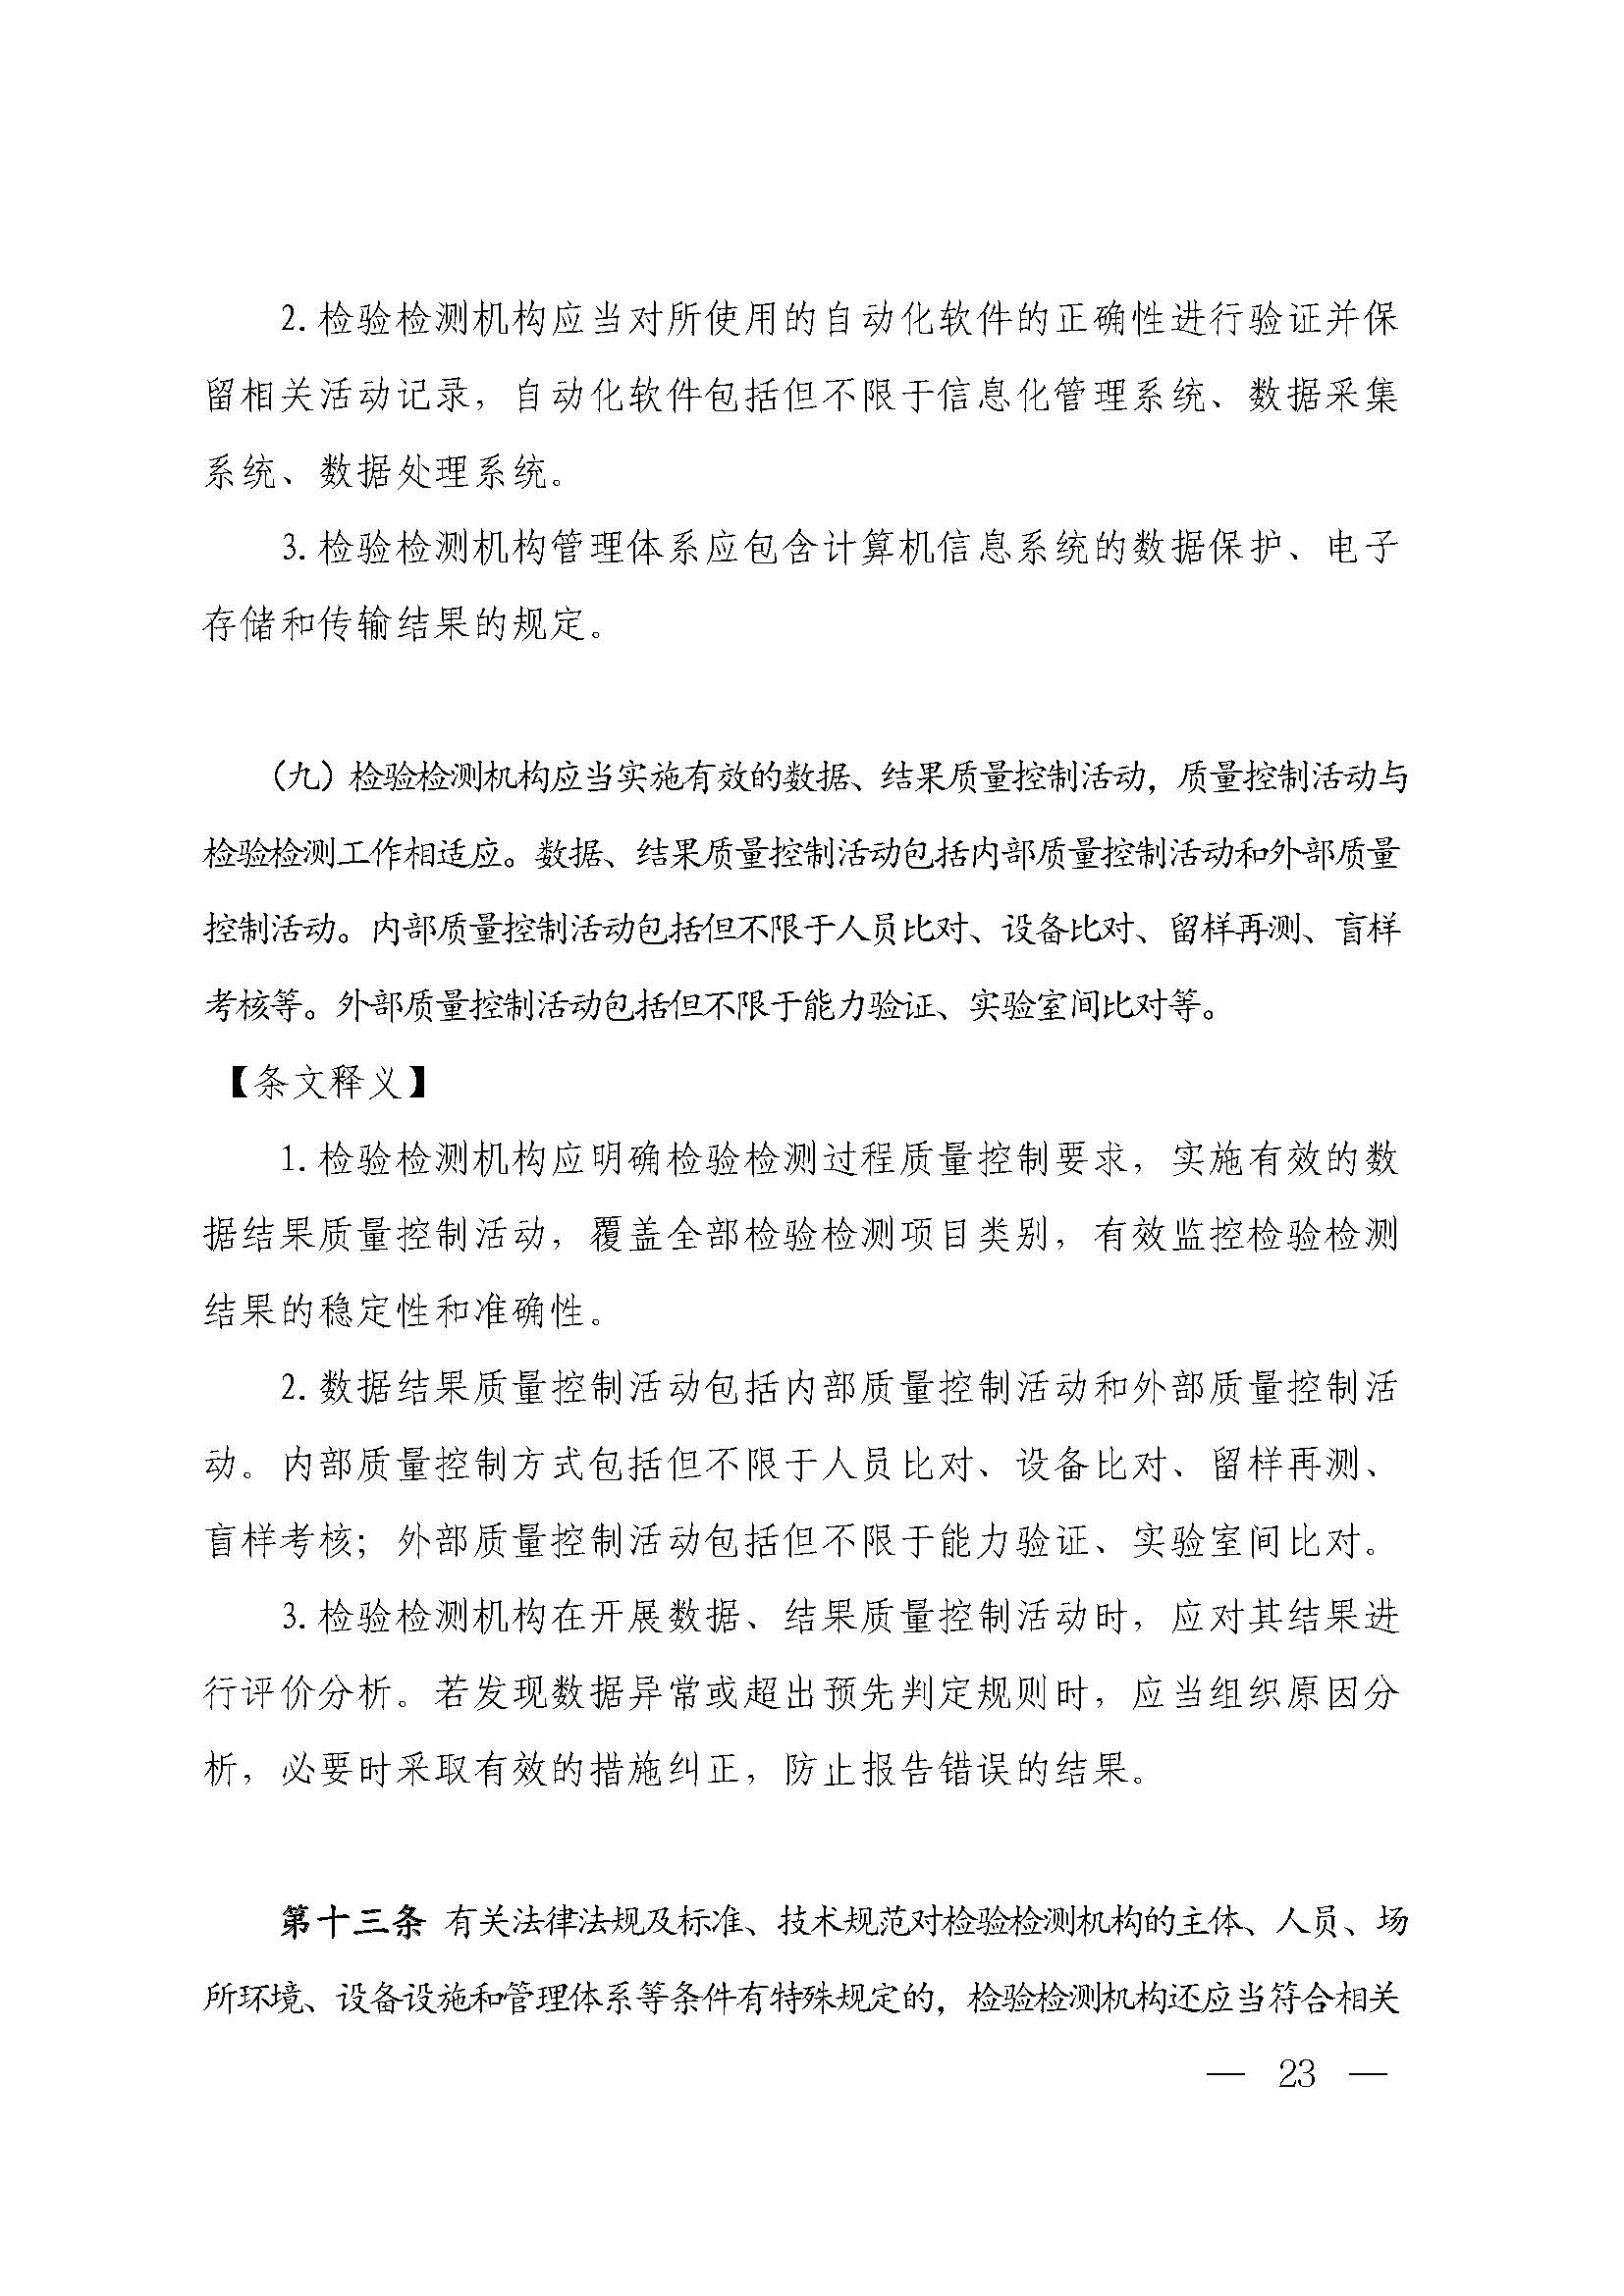 2.检验检测机构应当对所使用的自动化软件的正确性进行验证并保
留相关活动记录，自动化软件包括但不限于信息化管理系统、数据采集
系统、数据处理系统。
3.检验检测机构管理体系应包含计算机信息系统的数据保护、电子
存储和传输结果的规定。
（九）检验检测机构应当实施有效的数据、结果质量控制活动，质量控制活动与
检验检测工作相适应。数据、结果质量控制活动包括内部质量控制活动和外部质量
控制活动。内部质量控制活动包括但不限于人员比对、设备比对、留样再测、盲样
考核等。外部质量控制活动包括但不限于能力验证、实验室间比对等。
【条文释义】
1.检验检测机构应明确检验检测过程质量控制要求，实施有效的数
据结果质量控制活动，覆盖全部检验检测项目类别，有效监控检验检测
结果的稳定性和准确性。
2.数据结果质量控制活动包括内部质量控制活动和外部质量控制活
动。内部质量控制方式包括但不限于人员比对、设备比对、留样再测、
盲样考核；外部质量控制活动包括但不限于能力验证、实验室间比对。
3.检验检测机构在开展数据、结果质量控制活动时，应对其结果进
行评价分析。若发现数据异常或超出预先判定规则时，应当组织原因分
析，必要时采取有效的措施纠正，防止报告错误的结果。
第十三条 有关法律法规及标准、技术规范对检验检测机构的主体、人员、场
所环境、设备设施和管理体系等条件有特殊规定的，检验检测机构还应当符合相关
— 23 —